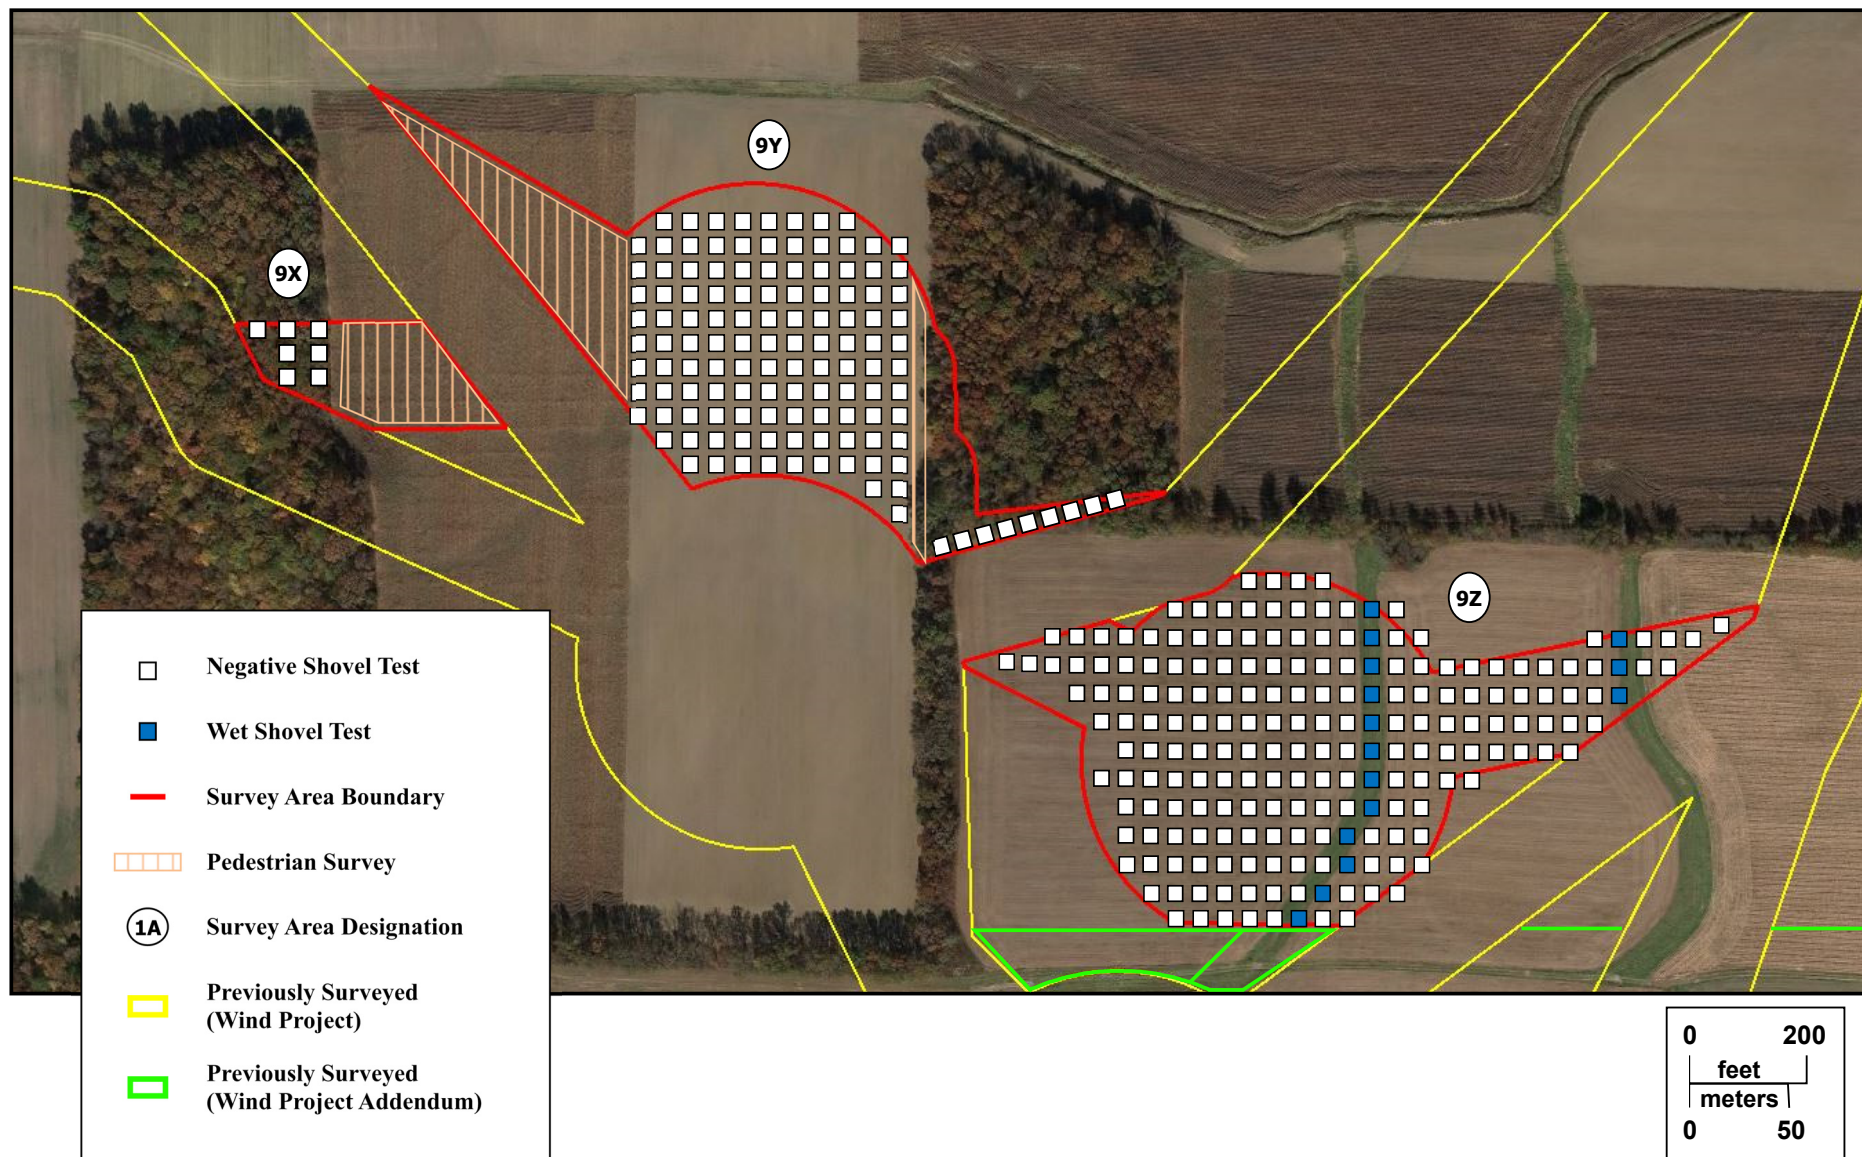 9Y
9X
9Z
Negative Shovel Test
Wet Shovel Test
Survey Area Boundary
Pedestrian Survey
1A Survey Area Designation
Previously Surveyed
(Wind Project)
Previously Surveyed
(Wind Project Addendum)
0 200
feet
meters
0 50